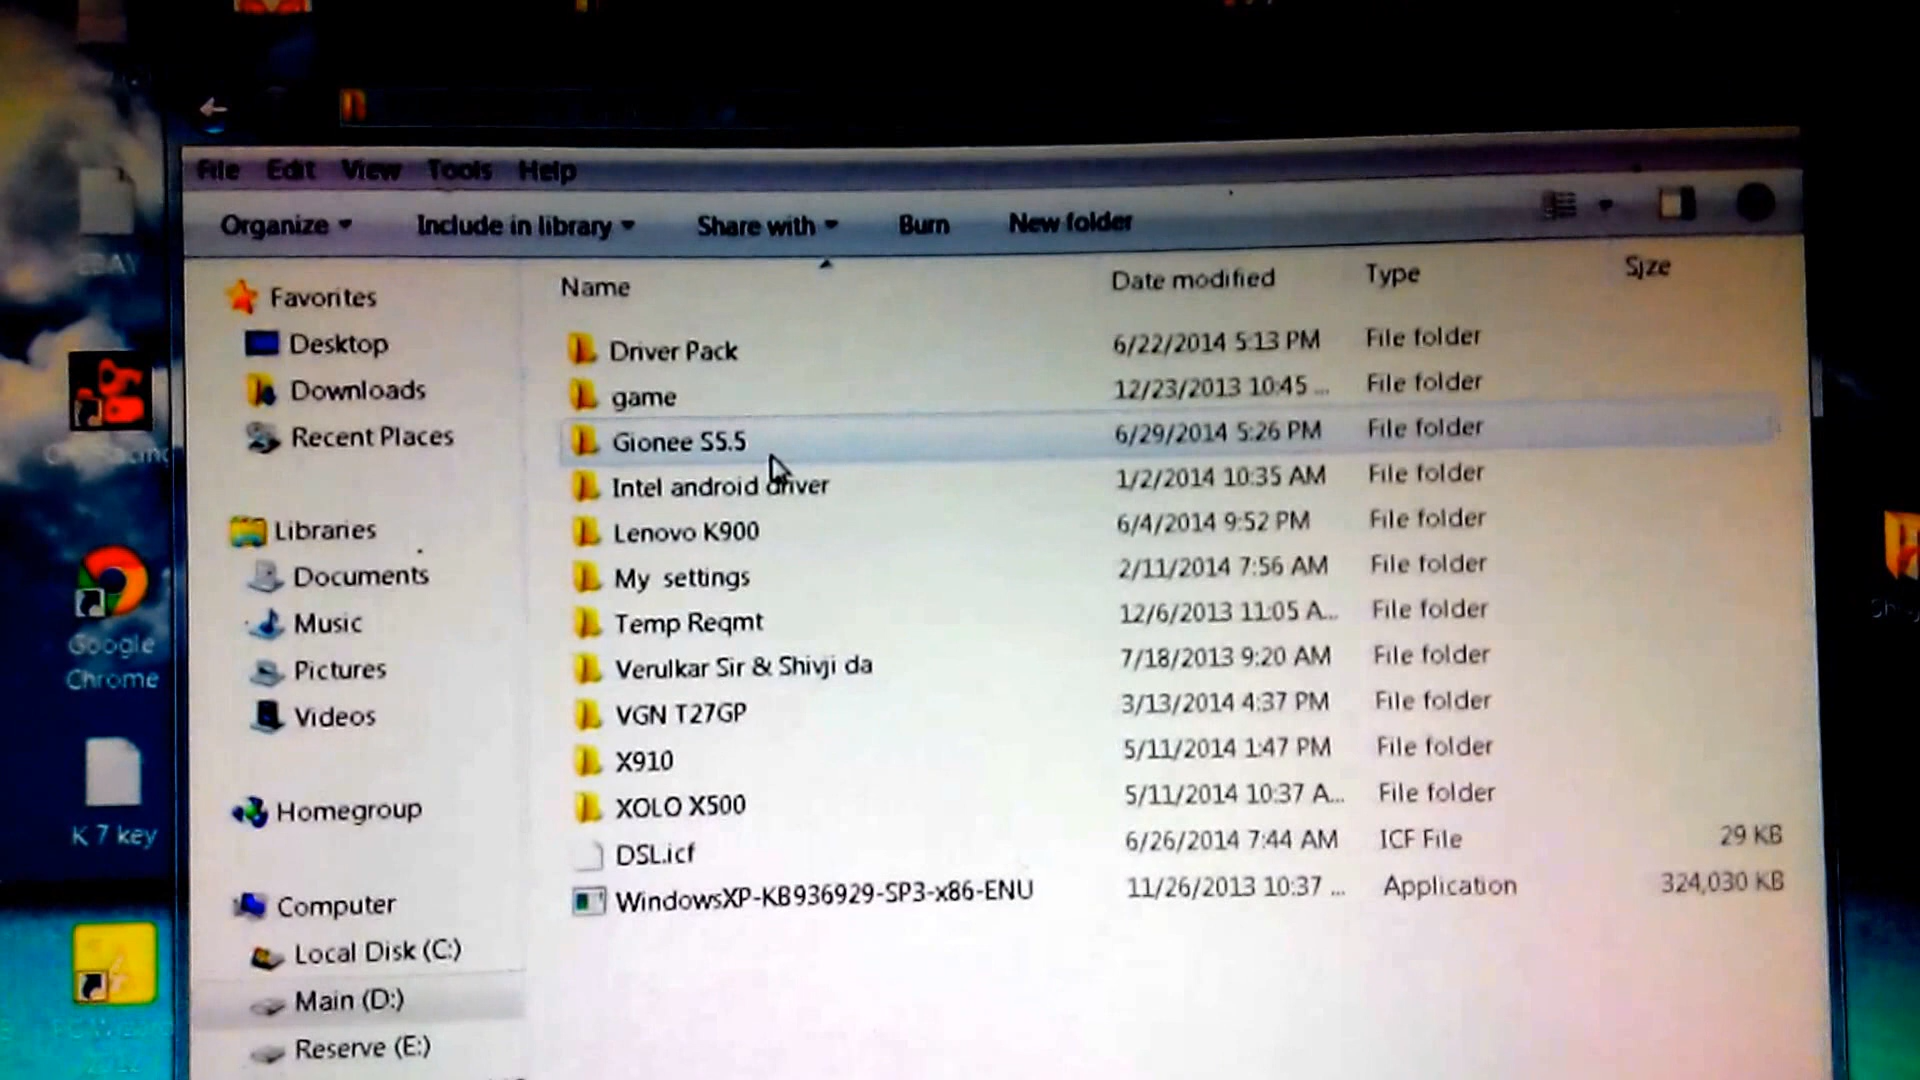 File Edit View Tools Help
Organize Include in library Share with Burn New folder
Name Date modified Type Size
Favorites
Desktop
Downloads
Recent Places
Libraries
Documents
Music
Pictures
Videos
Homegroup
Computer
Local Disk (C:)
Main (D:)
Reserve (E:)
Driver Pack 6/22/2014 5:13 PM File folder
game 12/23/2013 10:45 ... File folder
Gionee S5.5 6/29/2014 5:26 PM File folder
Intel android driver 1/2/2014 10:35 AM File folder
Lenovo K900 6/4/2014 9:52 PM File folder
My settings 2/11/2014 7:56 AM File folder
Temp Reqmt 12/6/2013 11:05 A... File folder
Verulkar Sir & Shivji da 7/18/2013 9:20 AM File folder
VGN T27GP 3/13/2014 4:37 PM File folder
X910 5/11/2014 1:47 PM File folder
XOLO X500 5/11/2014 10:37 A... File folder
DSL.icf 6/26/2014 7:44 AM ICF File 29 KB
WindowsXP-KB936929-SP3-x86-ENU 11/26/2013 10:37 ... Application 324,030 KB
EBAY
Google
Chrome
K 7 key